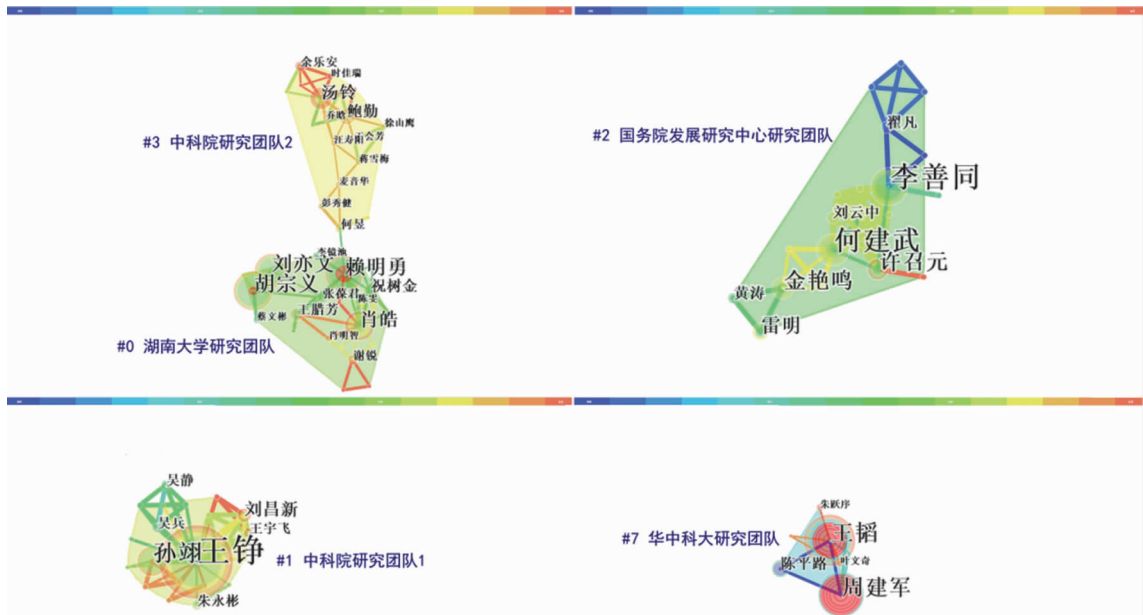 余乐安
时佳瑞
汤铃
乔晗
鲍勤
徐山鹰
汪寿阳
蒋雪梅
#3 中科院研究团队2
麦音华
彭秀健
何昱
刘亦文
赖明勇
胡宗义
祝树金
张葆君
陈雯
王腊芳
蔡文彬
肖皓
肖明智
谢锐
#0 湖南大学研究团队
#2 国务院发展研究中心研究团队
翟凡
李善同
刘云中
何建武
许召元
金艳鸣
黄涛
雷明
吴静
刘昌新
吴兵
王宇飞
孙翊
王铮
#1 中科院研究团队1
朱永彬
朱跃序
王韬
#7 华中科大研究团队
陈平路
叶文奇
周建军